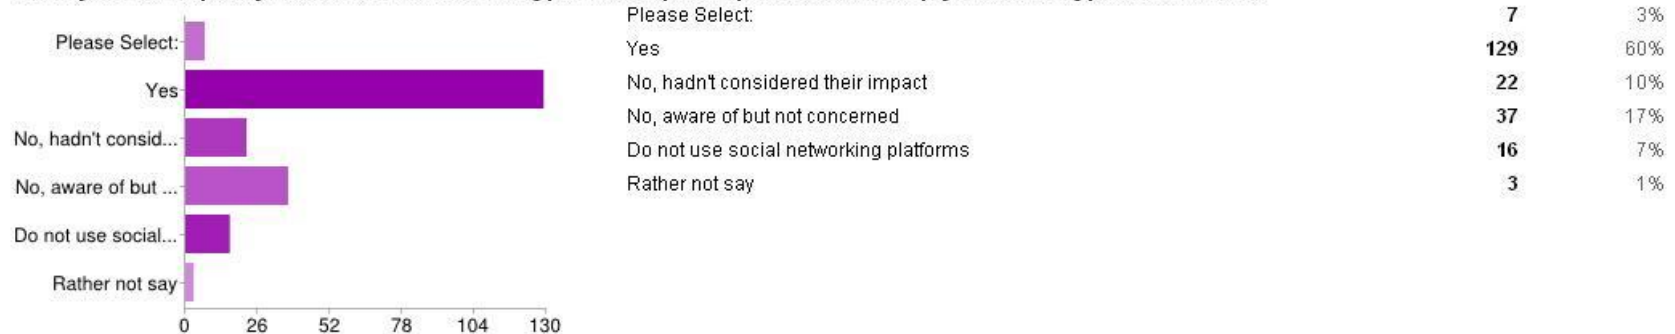 Please Select:
Yes
No, hadn't consid...
No, aware of but ...
Do not use social...
Rather not say
0 26 52 78 104 130
Please Select: 7 3%
Yes 129 60%
No, hadn't considered their impact 22 10%
No, aware of but not concerned 37 17%
Do not use social networking platforms 16 7%
Rather not say 3 1%